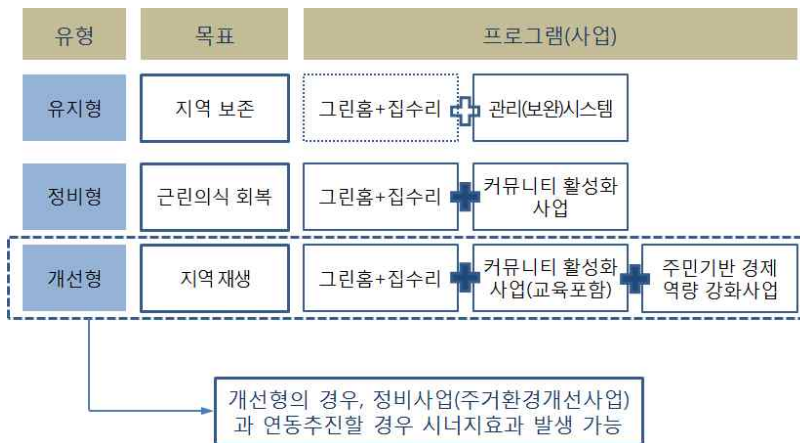 유형
목표
프로그램(사업)
유지형
지역 보존
그린홈+집수리
관리(보완)시스템
정비형
근린의식 회복
그린홈+집수리
커뮤니티 활성화
사업
개선형
지역 재생
그린홈+집수리
커뮤니티 활성화
사업(교육포함)
주민기반 경제
역량 강화사업
개선형의 경우, 정비사업(주거환경개선사업)
과 연동추진할 경우 시너지효과 발생 가능